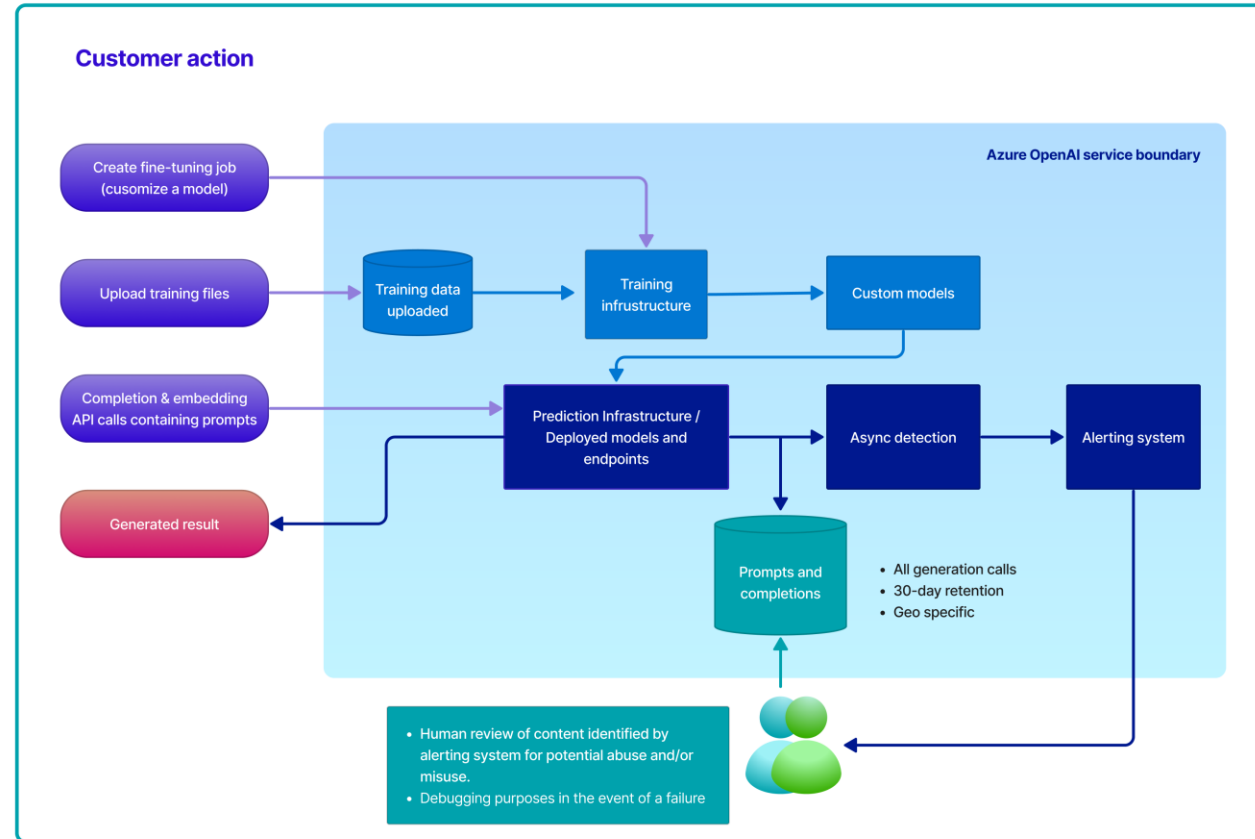 Customer action
Azure OpenAI service boundary
Create fine-tuning job
(cusomize a model)
Upload training files
Training data
uploaded
Training
infrustructure
Custom models
Completion & embedding
API calls containing prompts
Prediction Infrastructure /
Deployed models and
endpoints
Async detection
Alerting system
Generated result
Prompts and
completions
• All generation calls
• 30-day retention
• Geo specific
• Human review of content identified by
alerting system for potential abuse and/or
misuse.
• Debugging purposes in the event of a failure